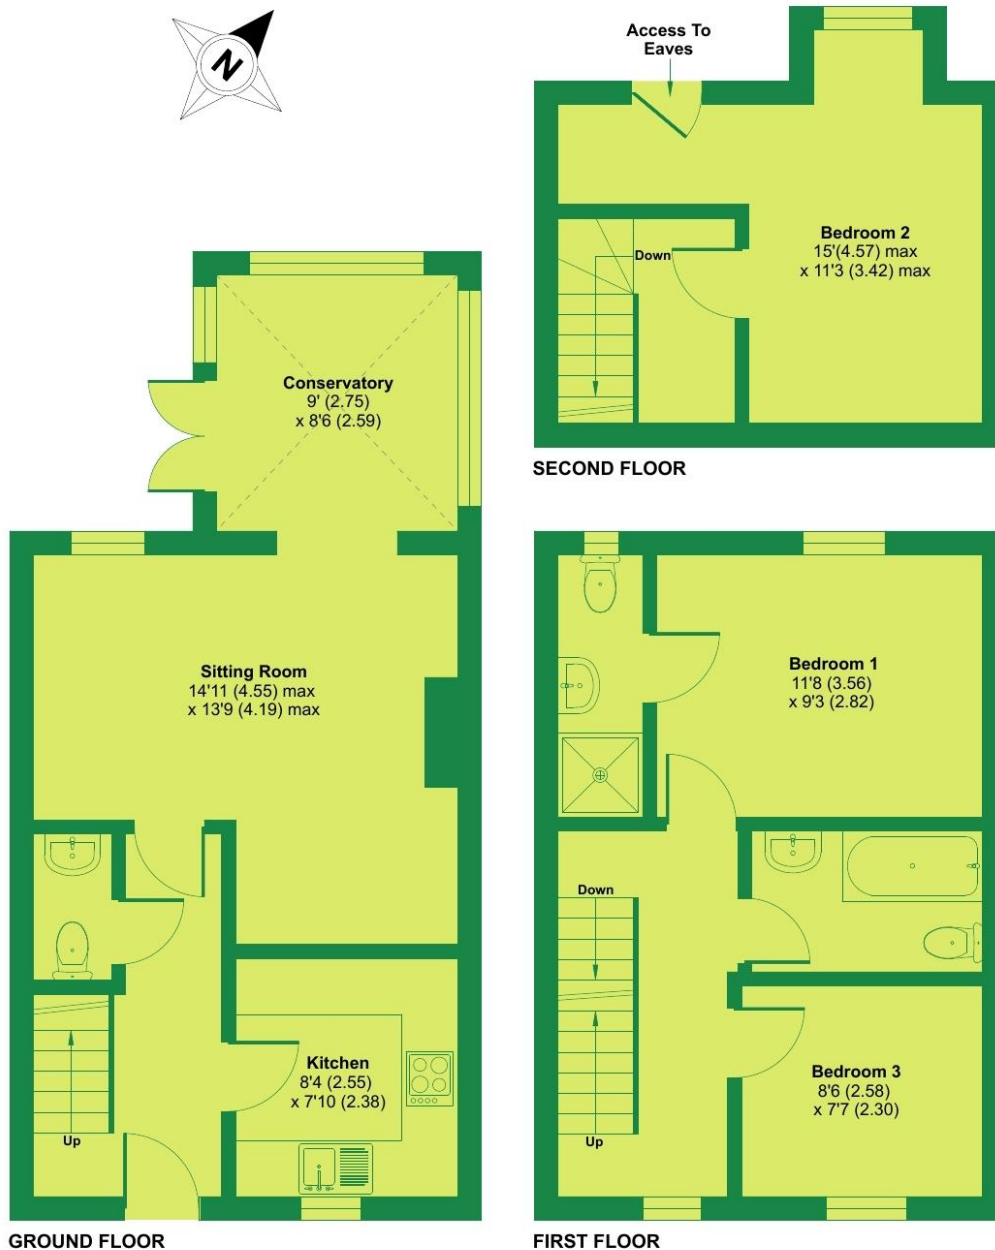 N
Access To
Eaves
Bedroom 2
15'(4.57) max
x 11'3 (3.42) max
Down
SECOND FLOOR
Conservatory
9' (2.75)
x 8'6 (2.59)
Sitting Room
14'11 (4.55) max
x 13'9 (4.19) max
Kitchen
8'4 (2.55)
x 7'10 (2.38)
Up
GROUND FLOOR
Bedroom 1
11'8 (3.56)
x 9'3 (2.82)
Down
Bedroom 3
8'6 (2.58)
x 7'7 (2.30)
Up
FIRST FLOOR